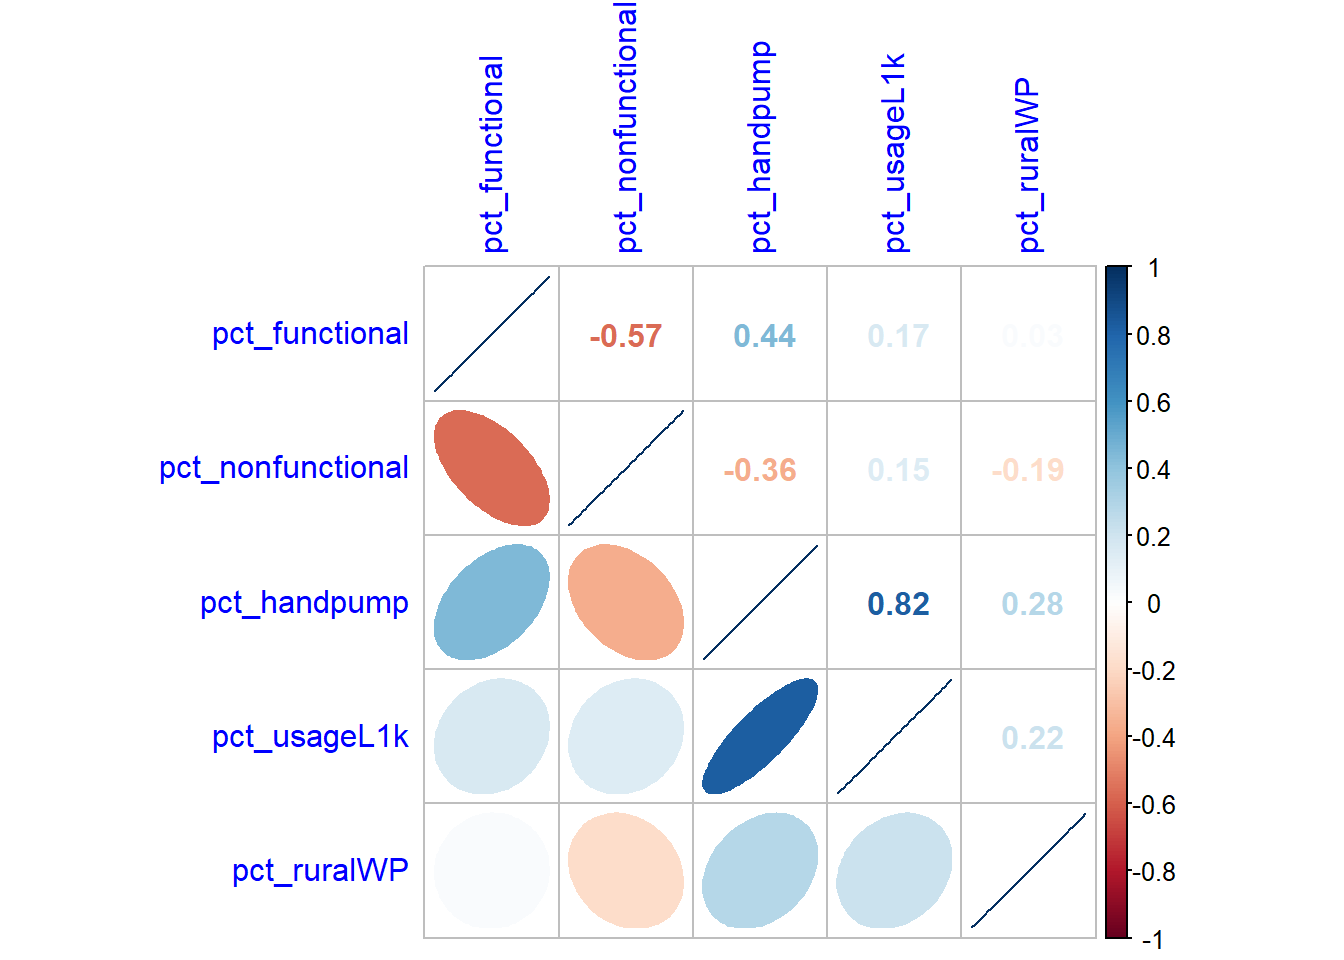 pct_functional
pct_nonfunctional
pct_handpump
pct_usageL1k
pct_ruralWP
pct_functional -0.57 0.44 0.17 0.03
pct_nonfunctional -0.36 0.15 -0.19
pct_handpump 0.82 0.28
pct_usageL1k 0.22
pct_ruralWP
1
0.8
0.6
0.4
0.2
0
-0.2
-0.4
-0.6
-0.8
-1